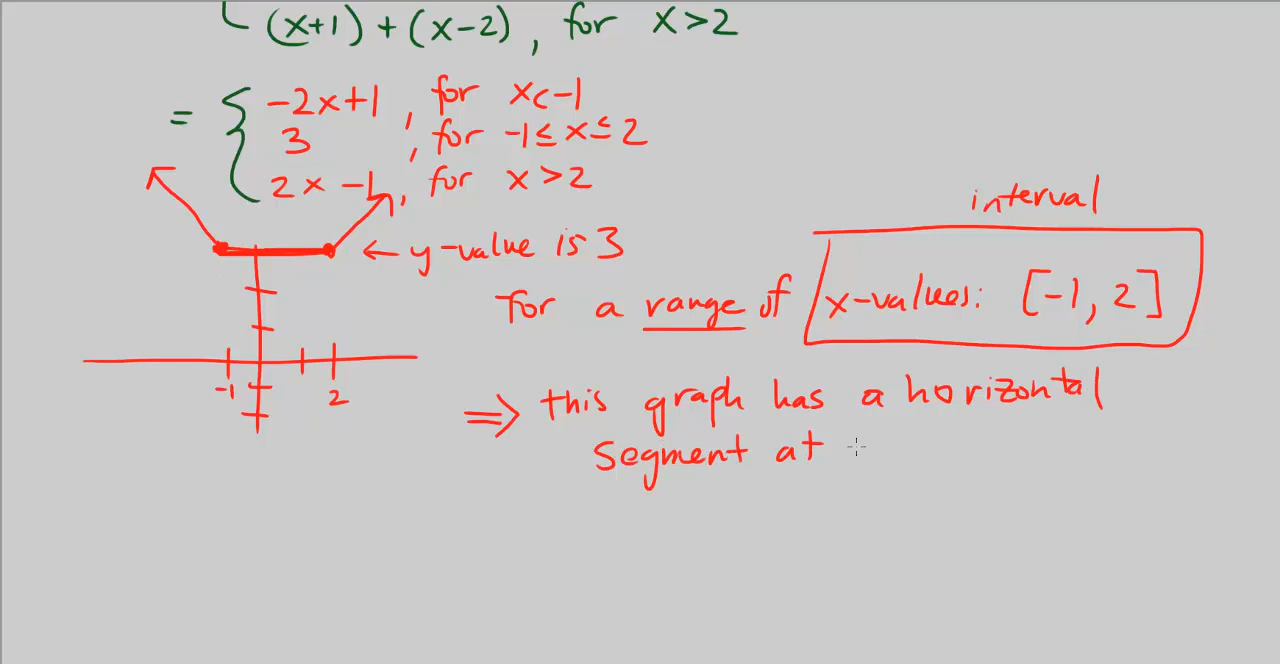 (x+1) + (x-2) , for x>2
= { -2x+1 , for x<-1
3 , for -1≤x≤2
2x -1 , for x>2
← y-value is 3
for a range of
interval
x-values: [-1, 2]
-1 2
⇒ this graph has a horizontal
segment at